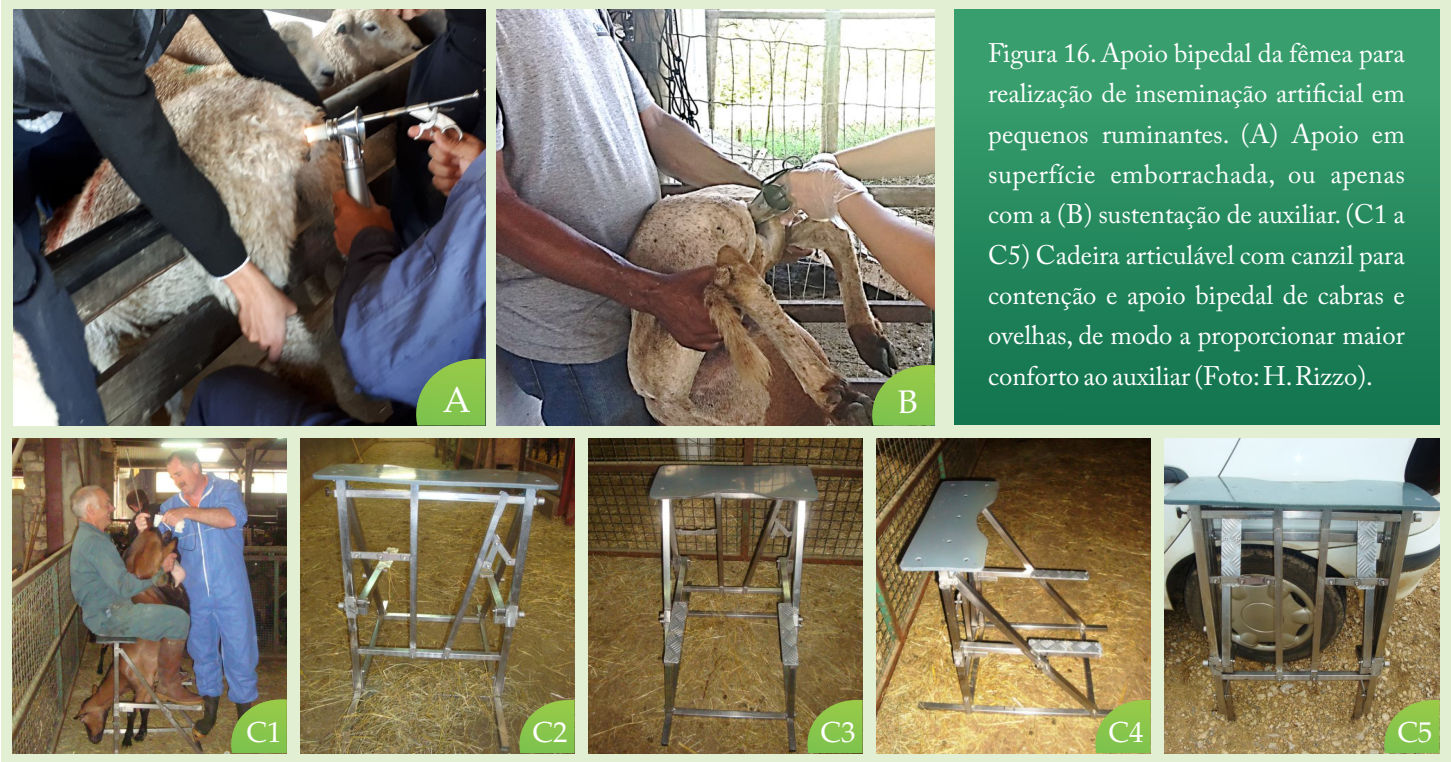 Figura 16. Apoio bipedal da fêmea para
realização de inseminação artificial em
pequenos ruminantes. (A) Apoio em
superfície emborrachada, ou apenas
com a (B) sustentação de auxiliar. (C1 a
C5) Cadeira articulável com canzil para
contenção e apoio bipedal de cabras e
ovelhas, de modo a proporcionar maior
conforto ao auxiliar (Foto: H. Rizzo).
A
B
C1
C2
C3
C4
C5